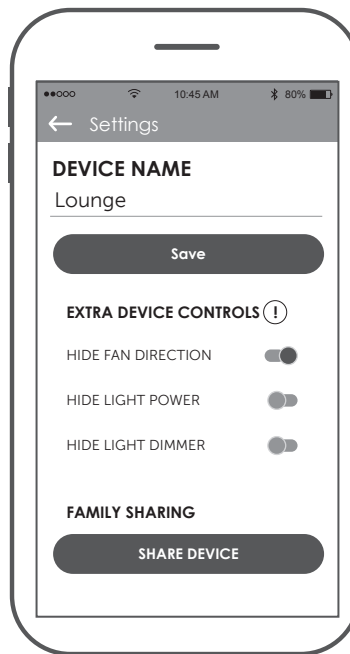 10:45 AM 80%
Settings
DEVICE NAME
Lounge
Save
EXTRA DEVICE CONTROLS !
HIDE FAN DIRECTION
HIDE LIGHT POWER
HIDE LIGHT DIMMER
FAMILY SHARING
SHARE DEVICE